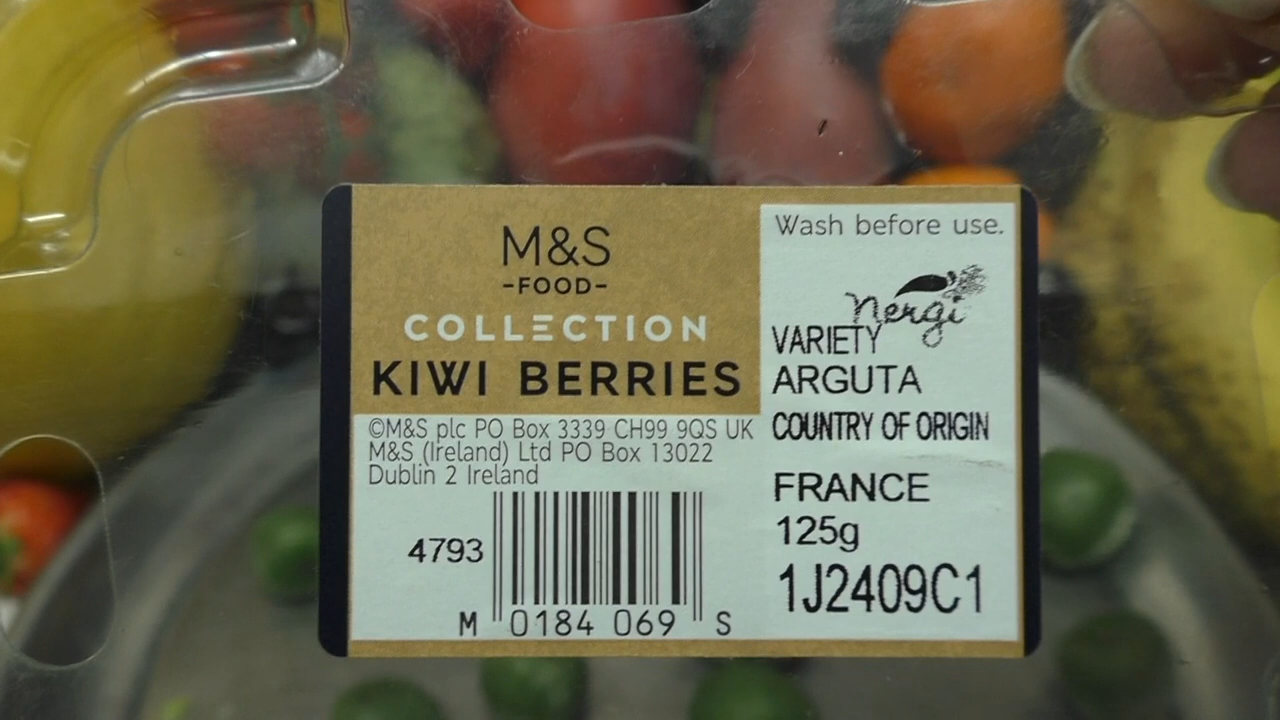 M&S
-FOOD-
COLLECTION
KIWI BERRIES
©M&S plc PO Box 3339 CH99 9QS UK
M&S (Ireland) Ltd PO Box 13022
Dublin 2 Ireland
4793
M 0184 069 S
Wash before use.
nergi
VARIETY
ARGUTA
COUNTRY OF ORIGIN
FRANCE
125g
1J2409C1